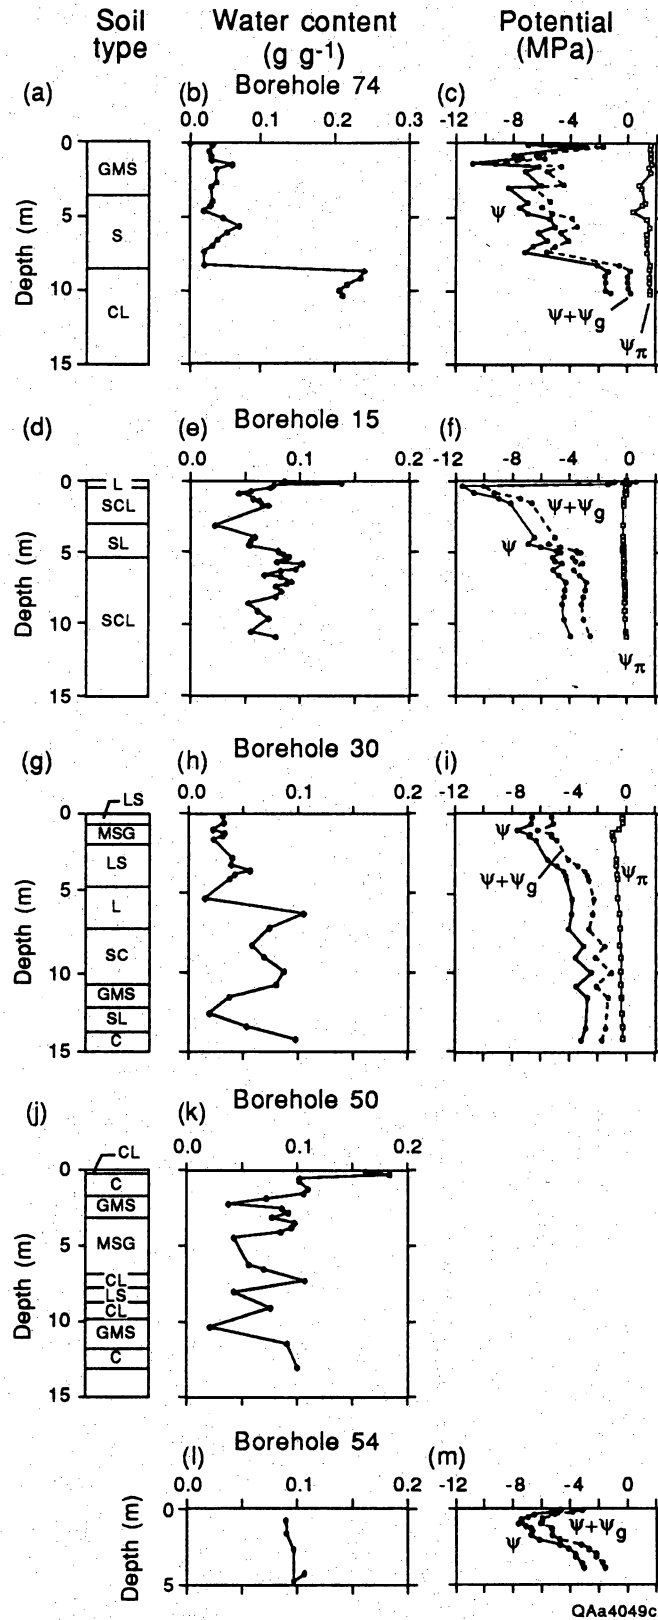 Soil type
Water content (g g-1)
Potential (MPa)
Borehole 74
(a)
(b)
(c)
0.0 0.1 0.2 0.3
-12 -8 -4 0
Depth (m)
0
5
10
15
GMS
S
CL
ψ
ψ+ψg
ψπ
Borehole 15
(d)
(e)
(f)
0.0 0.1 0.2
-12 -8 -4 0
Depth (m)
0
5
10
15
L
SCL
SL
SCL
ψ+ψg
ψ
ψπ
Borehole 30
(g)
(h)
(i)
0.0 0.1 0.2
-12 -8 -4 0
Depth (m)
0
5
10
15
LS
MSG
LS
L
SC
GMS
SL
C
ψ
ψ+ψg
ψπ
Borehole 50
(j)
(k)
0.0 0.1 0.2
Depth (m)
0
5
10
15
CL
C
GMS
MSG
CL
LS
CL
GMS
C
Borehole 54
(l)
(m)
0.0 0.1 0.2
-12 -8 -4 0
Depth (m)
0
5
ψ
ψ+ψg
QAa4049c